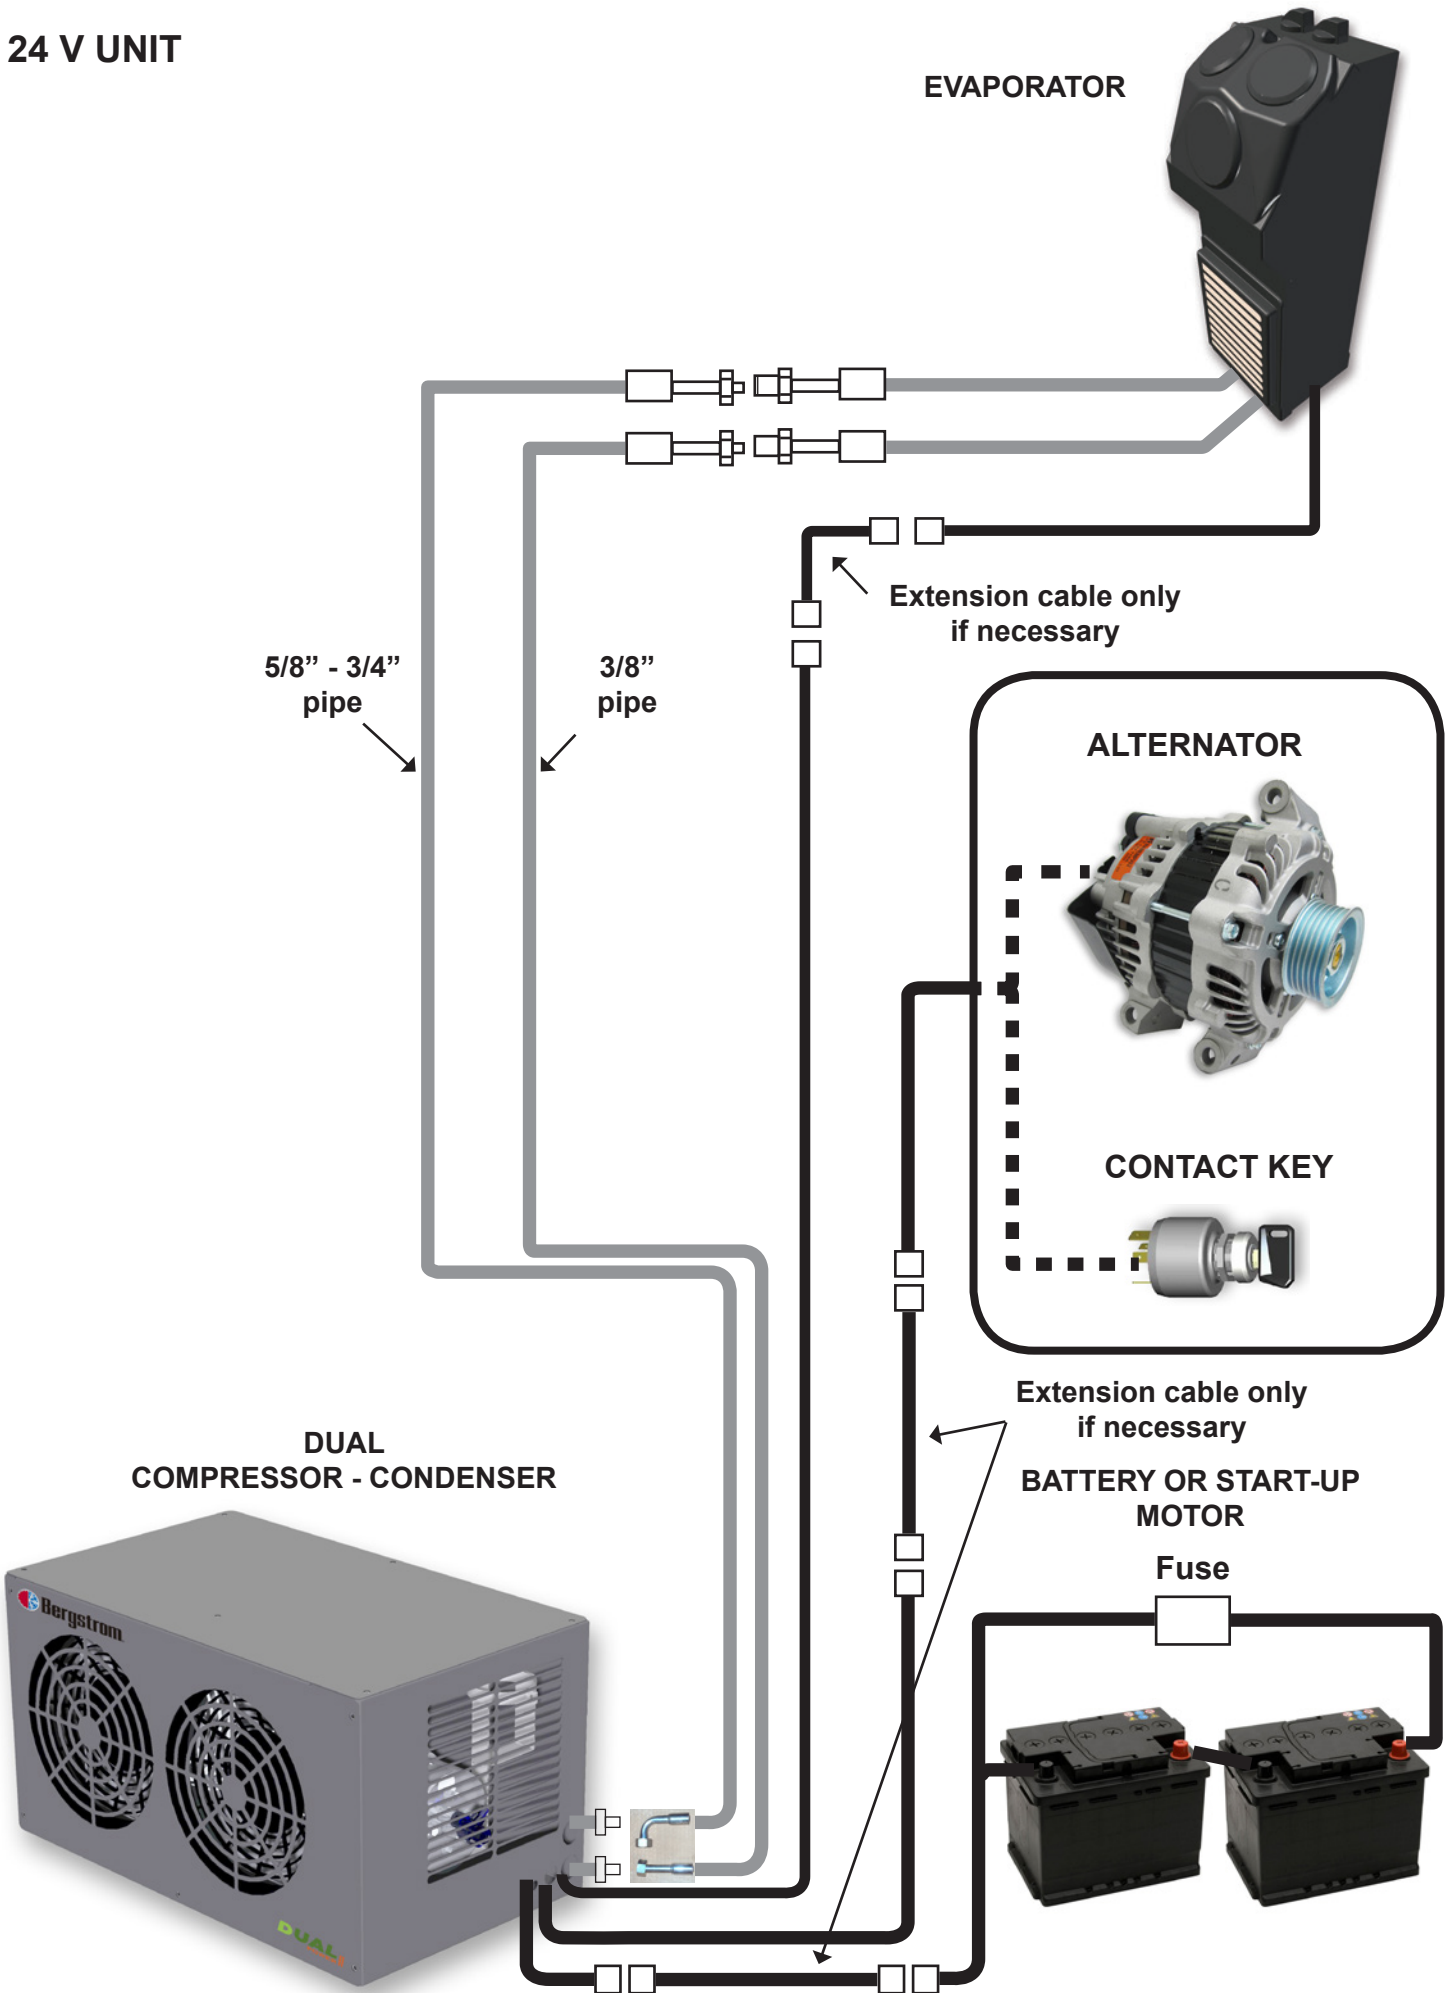 24 V UNIT
EVAPORATOR
Extension cable only
if necessary
5/8” - 3/4”
pipe
3/8”
pipe
ALTERNATOR
CONTACT KEY
Extension cable only
if necessary
DUAL
COMPRESSOR - CONDENSER
BATTERY OR START-UP
MOTOR
Fuse
Bergstrom
DUAL